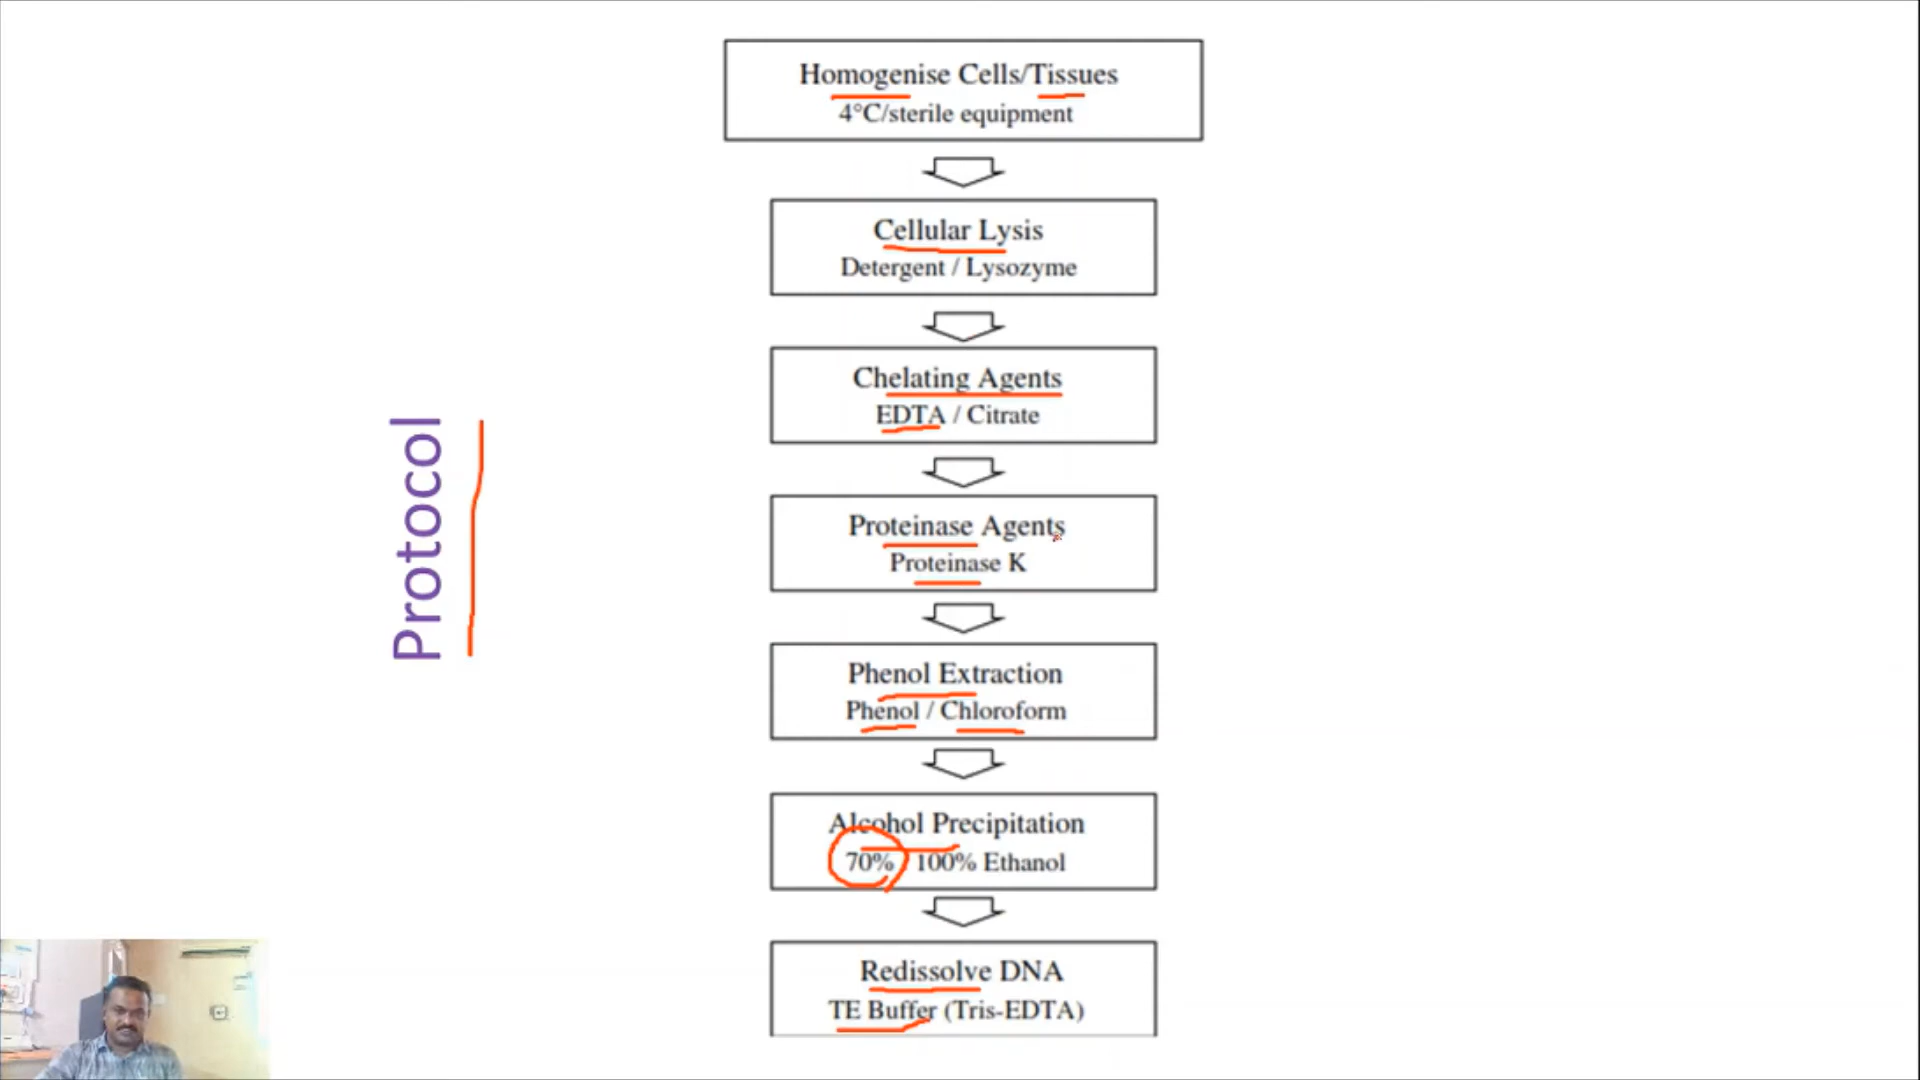 Homogenise Cells/Tissues
4°C/sterile equipment
Cellular Lysis
Detergent / Lysozyme
Chelating Agents
EDTA / Citrate
Proteinase Agents
Proteinase K
Protocol
Phenol Extraction
Phenol / Chloroform
Alcohol Precipitation
70% 100% Ethanol
Redissolve DNA
TE Buffer (Tris-EDTA)